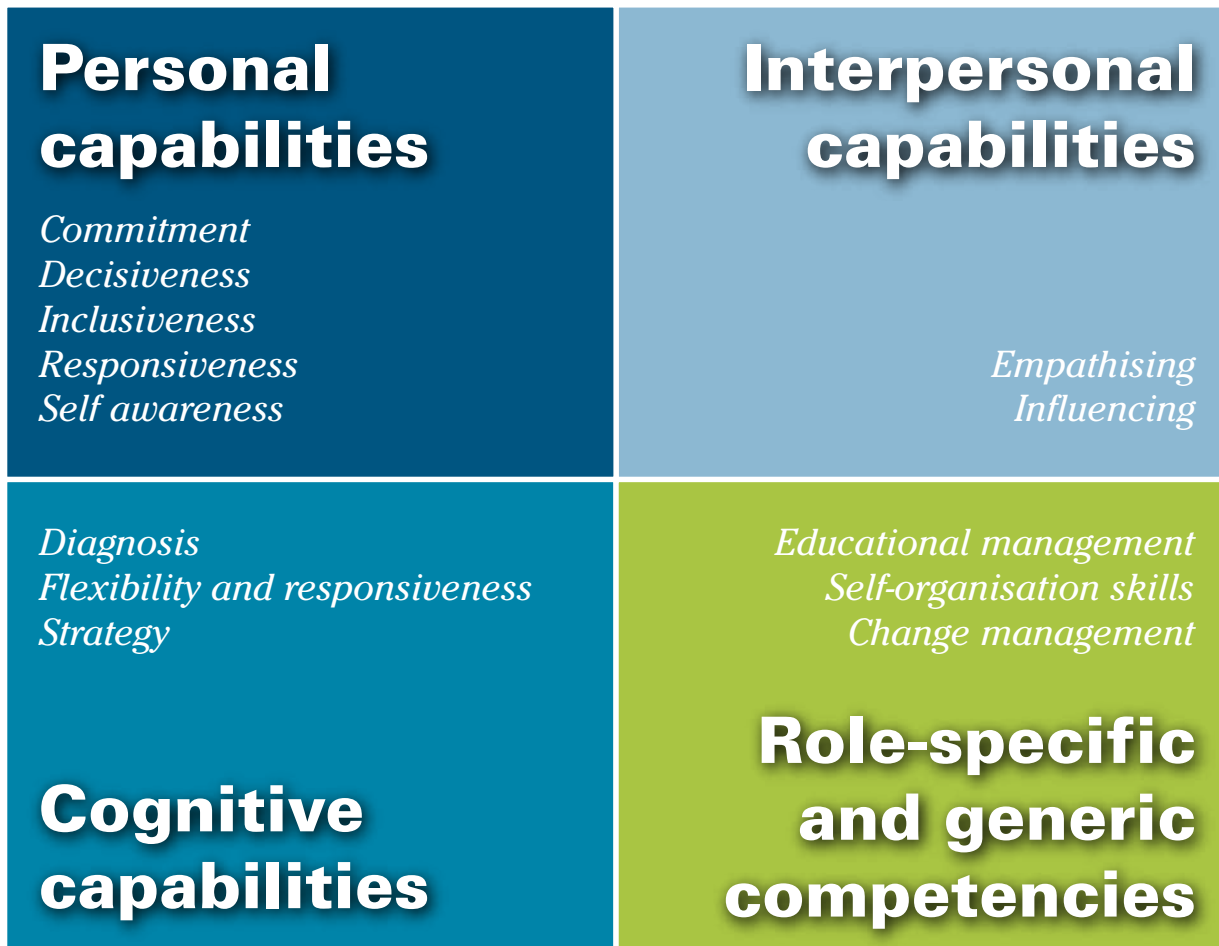 Personal
capabilities
Commitment
Decisiveness
Inclusiveness
Responsiveness
Self awareness
Interpersonal
capabilities
Empathising
Influencing
Diagnosis
Flexibility and responsiveness
Strategy
Cognitive
capabilities
Educational management
Self-organisation skills
Change management
Role-specific
and generic
competencies